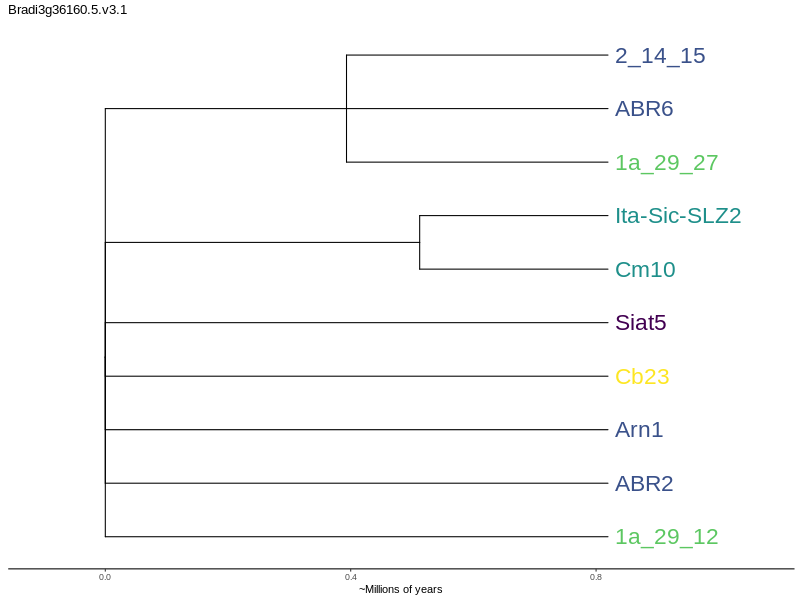 Bradi3g36160.5.v3.1
2_14_15
ABR6
1a_29_27
Ita-Sic-SLZ2
Cm10
Siat5
Cb23
Arn1
ABR2
1a_29_12
0.0 0.4 0.8
~Millions of years